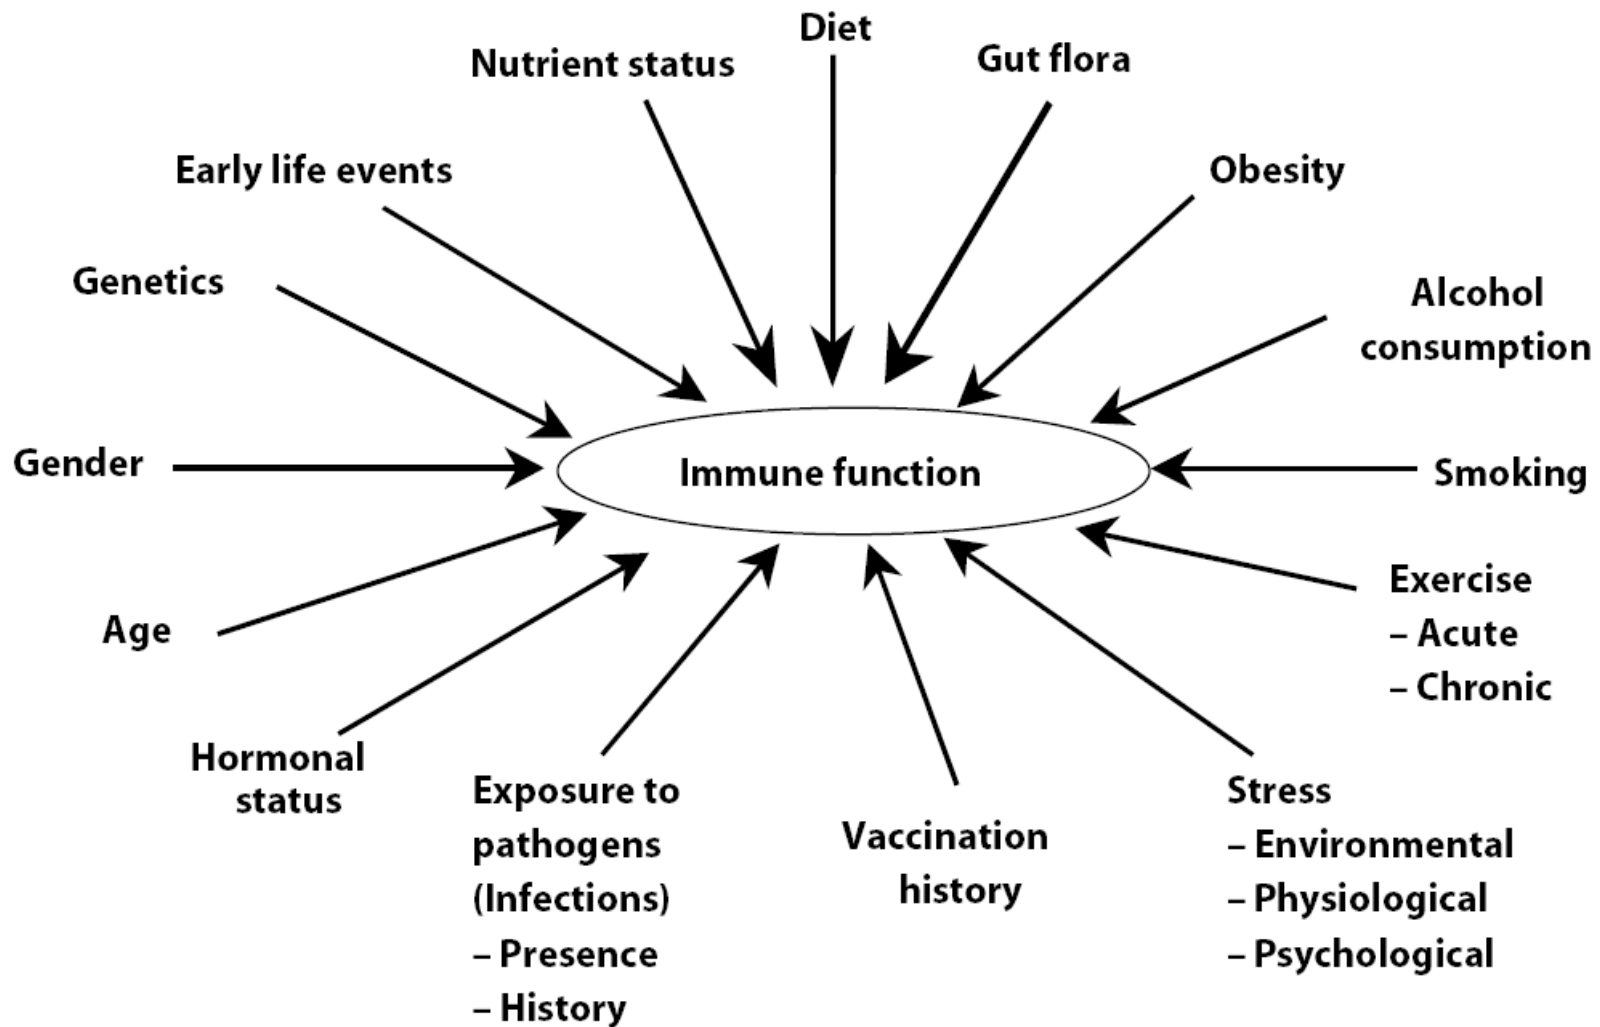 Diet
Nutrient status
Gut flora
Early life events
Obesity
Genetics
Alcohol
consumption
Gender
Immune function
Smoking
Age
Exercise
– Acute
– Chronic
Hormonal
status
Exposure to
pathogens
(Infections)
– Presence
– History
Vaccination
history
Stress
– Environmental
– Physiological
– Psychological